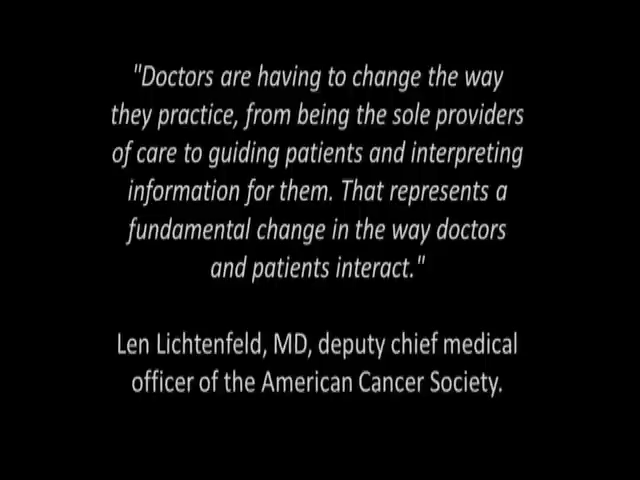 "Doctors are having to change the way
they practice, from being the sole providers
of care to guiding patients and interpreting
information for them. That represents a
fundamental change in the way doctors
and patients interact."
Len Lichtenfeld, MD, deputy chief medical
officer of the American Cancer Society.